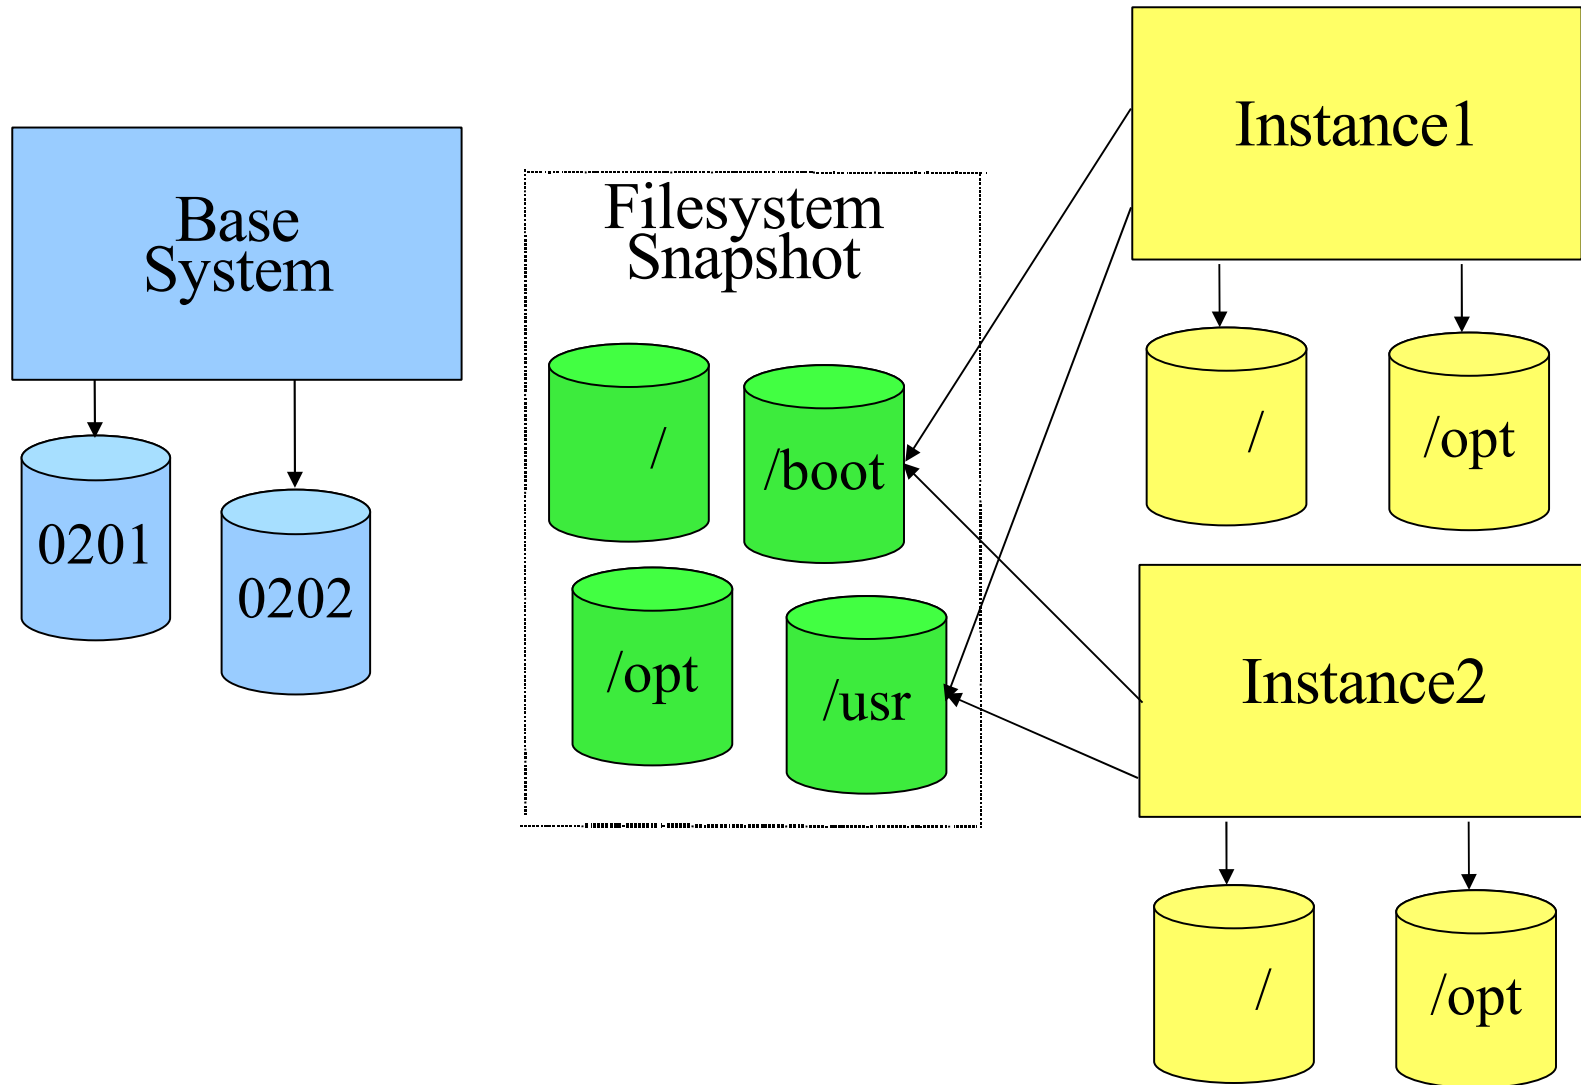 Base
System
0201
0202
Filesystem
Snapshot
/
/boot
/opt
/usr
Instance1
/
/opt
Instance2
/
/opt